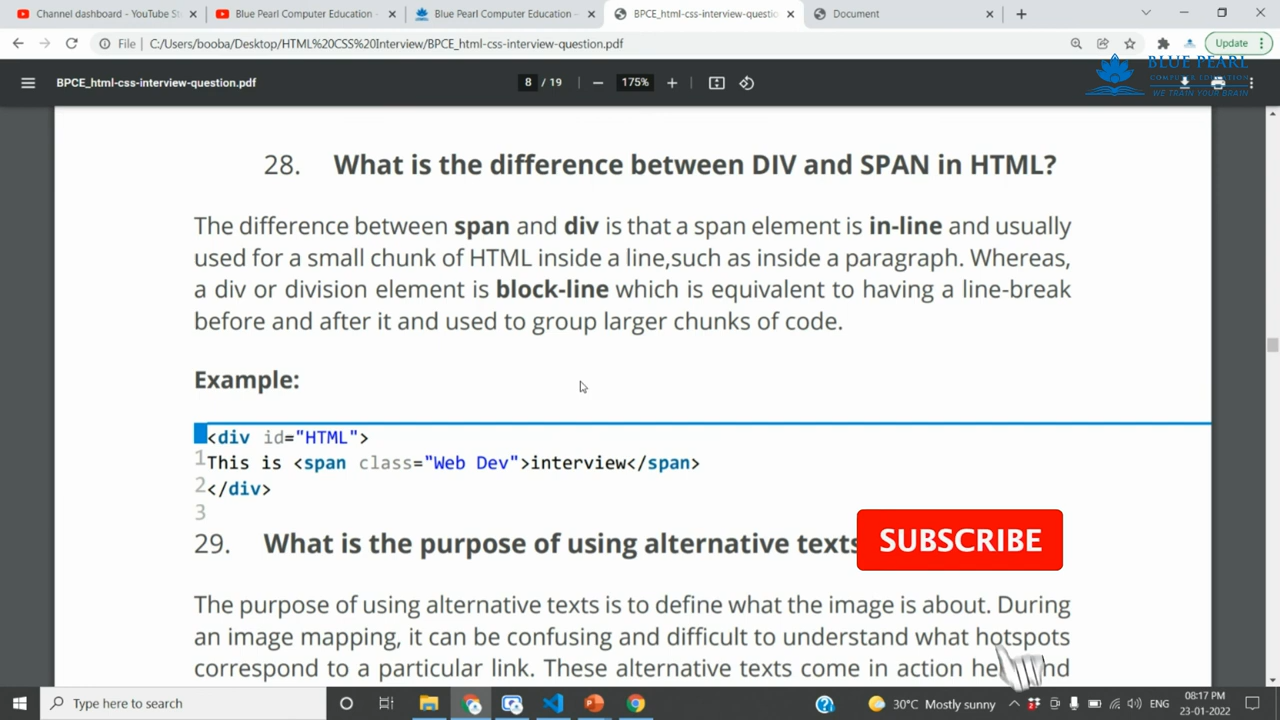 Channel dashboard - YouTube St
Blue Pearl Computer Education -
Blue Pearl Computer Education -
BPCE_html-css-interview-questio
Document
File
C:/Users/booba/Desktop/HTML%20CSS%20Interview/BPCE_html-css-interview-question.pdf
Update
BPCE_html-css-interview-question.pdf
8 / 19
175%
BLUE PEARL
COMPUTER EDUCATION
WE TRAIN YOUR BRAIN
28. What is the difference between DIV and SPAN in HTML?
The difference between span and div is that a span element is in-line and usually
used for a small chunk of HTML inside a line,such as inside a paragraph. Whereas,
a div or division element is block-line which is equivalent to having a line-break
before and after it and used to group larger chunks of code.
Example:
<div id="HTML">
1 This is <span class="Web Dev">interview</span>
2 </div>
3
29. What is the purpose of using alternative texts
SUBSCRIBE
The purpose of using alternative texts is to define what the image is about. During
an image mapping, it can be confusing and difficult to understand what hotspots
correspond to a particular link. These alternative texts come in action he nd
Type here to search
30°C Mostly sunny
ENG
08:17 PM
23-01-2022